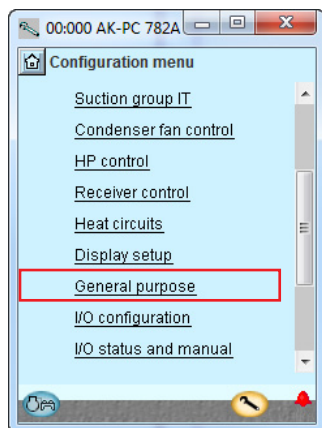 00:000 AK-PC 782A
Configuration menu
Suction group IT
Condenser fan control
HP control
Receiver control
Heat circuits
Display setup
General purpose
I/O configuration
I/O status and manual